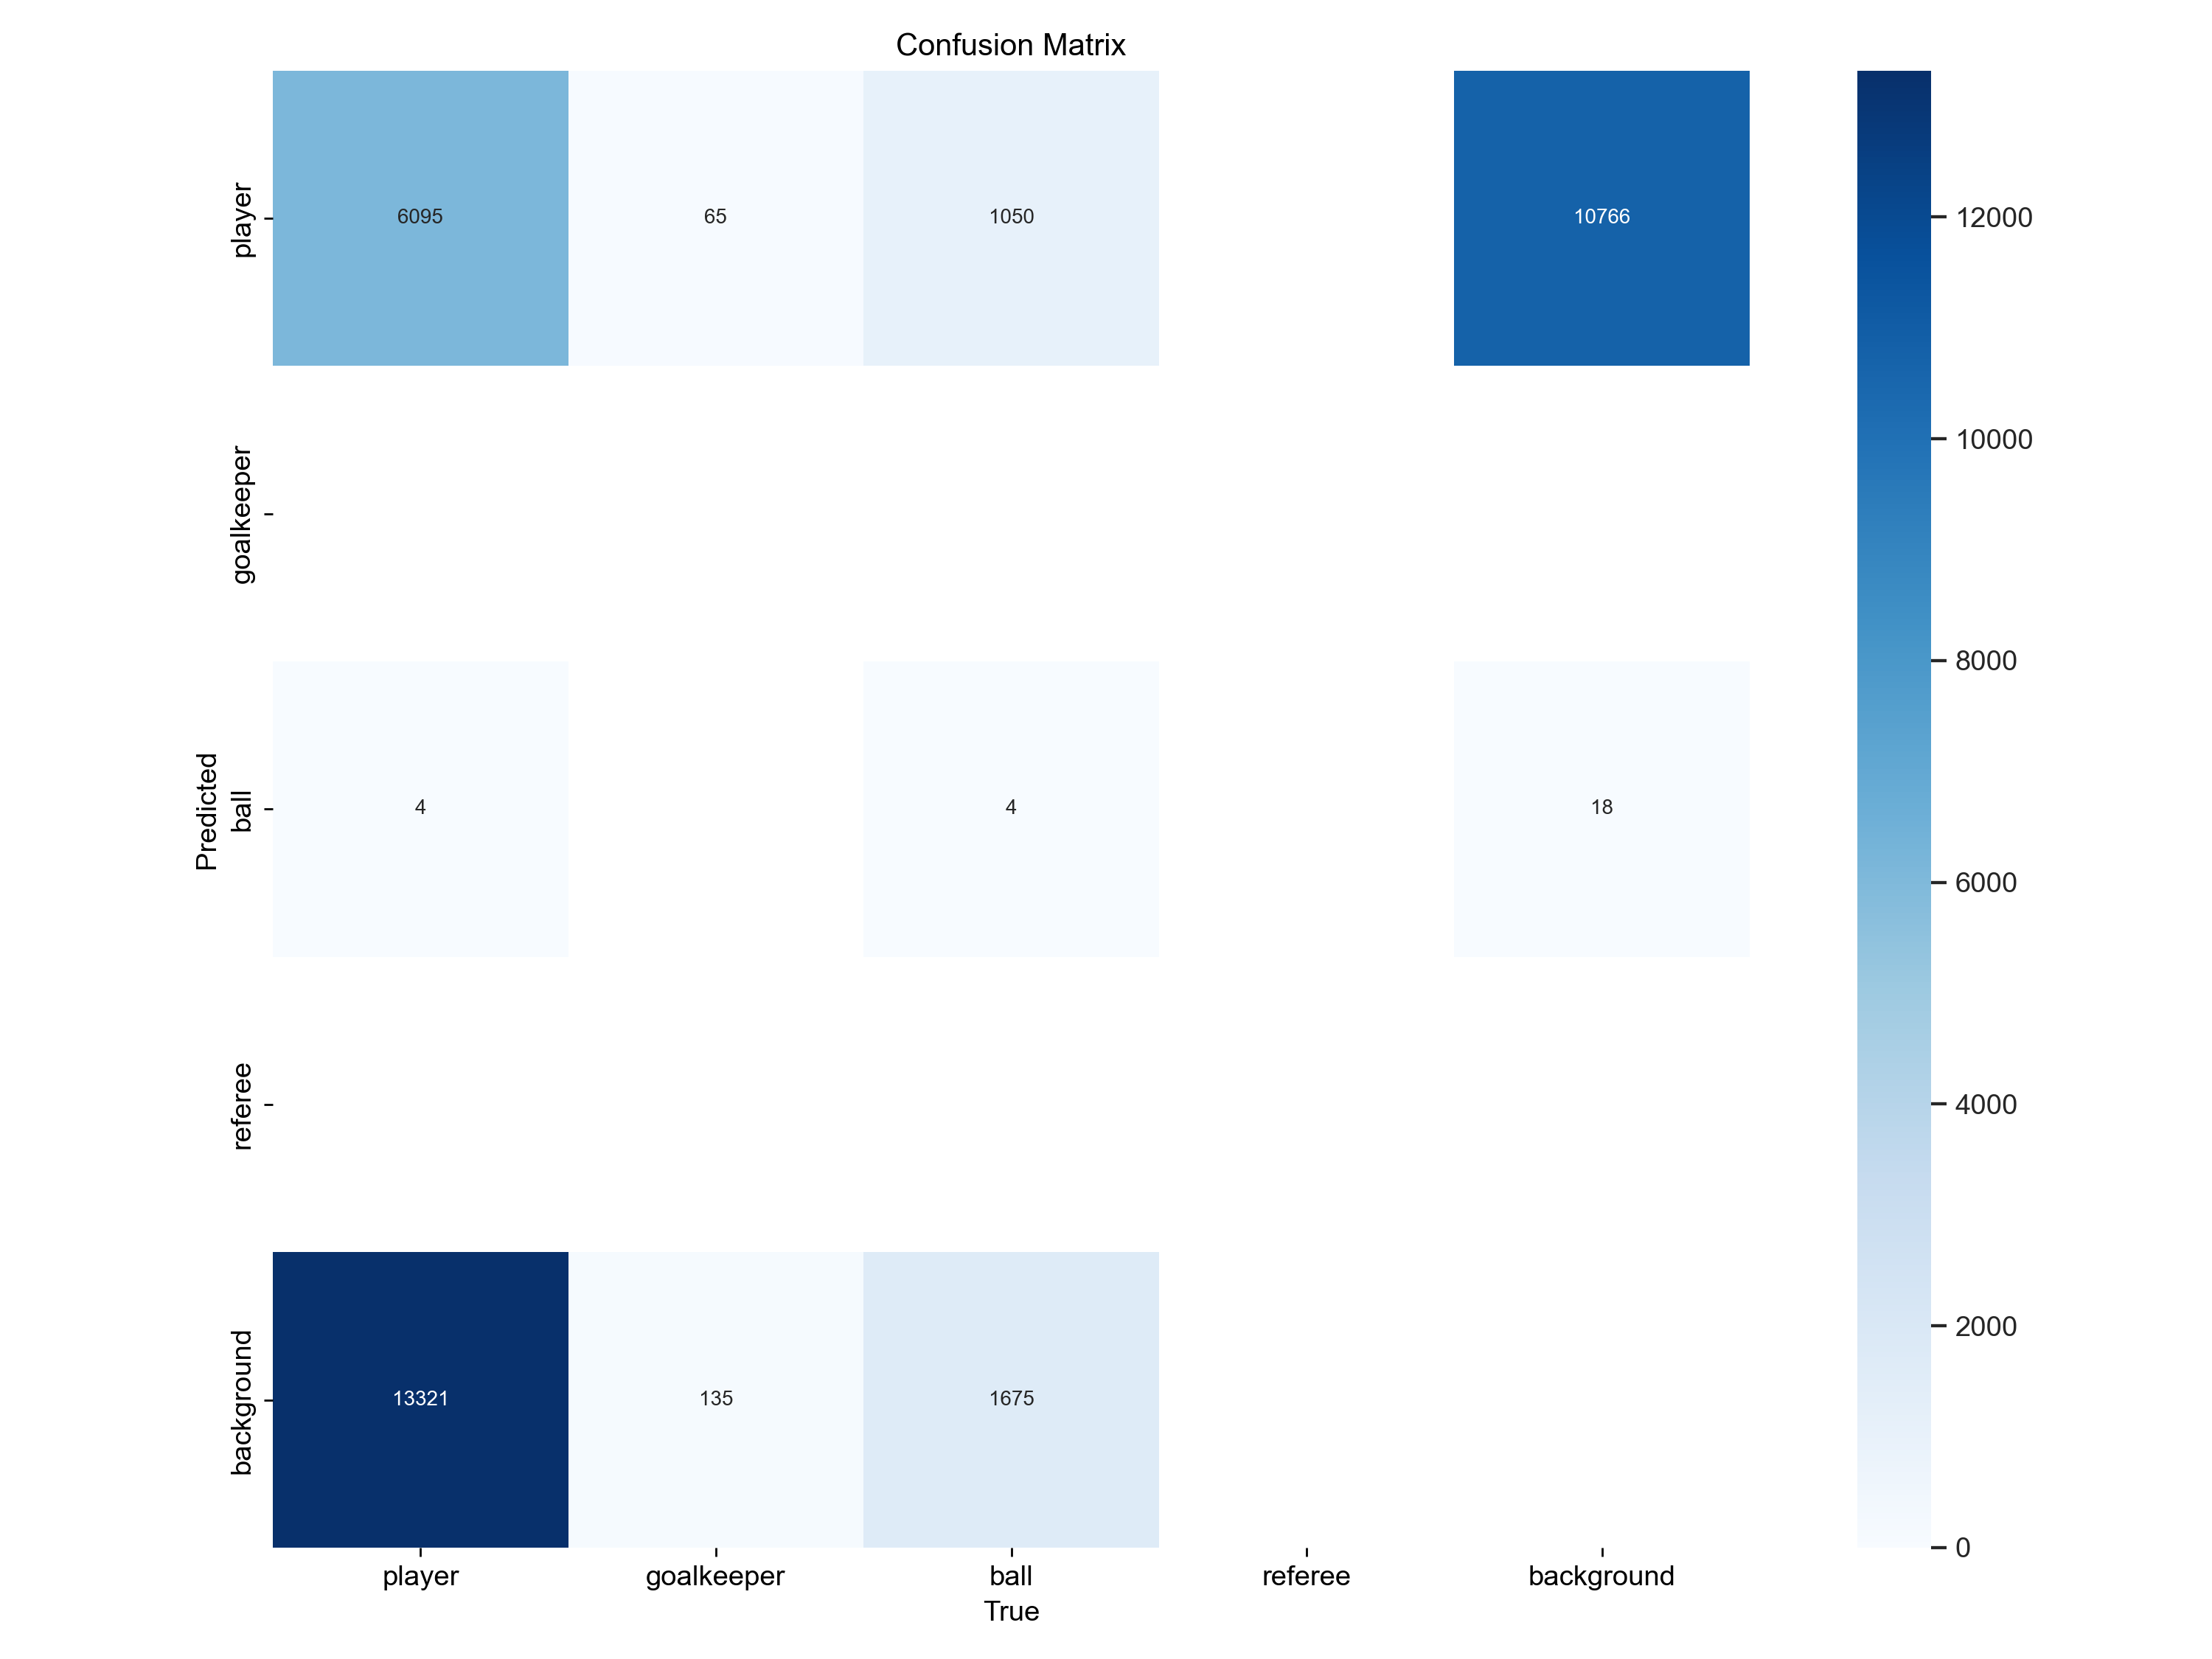 Confusion Matrix
player
6095
65
1050
10766
goalkeeper
Predicted
ball
4
4
18
referee
background
13321
135
1675
player
goalkeeper
ball
referee
background
True
12000
10000
8000
6000
4000
2000
0